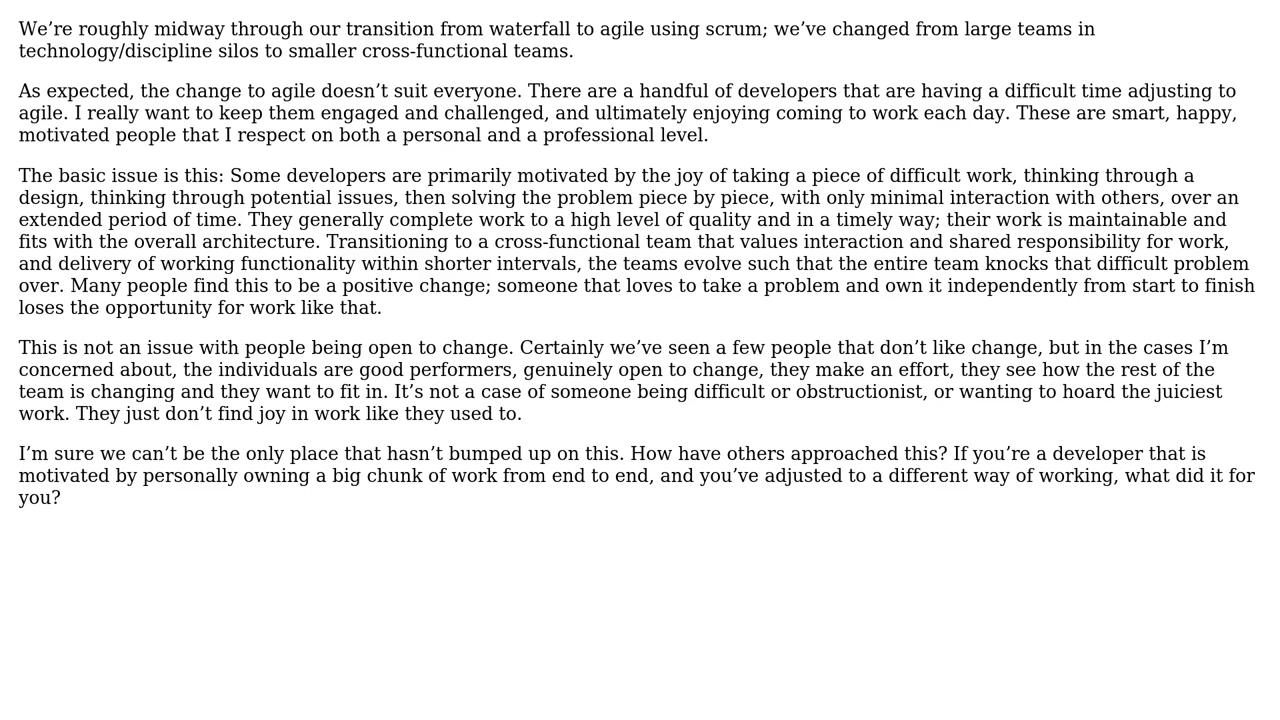 We’re roughly midway through our transition from waterfall to agile using scrum; we’ve changed from large teams in
technology/discipline silos to smaller cross-functional teams.
As expected, the change to agile doesn’t suit everyone. There are a handful of developers that are having a difficult time adjusting to
agile. I really want to keep them engaged and challenged, and ultimately enjoying coming to work each day. These are smart, happy,
motivated people that I respect on both a personal and a professional level.
The basic issue is this: Some developers are primarily motivated by the joy of taking a piece of difficult work, thinking through a
design, thinking through potential issues, then solving the problem piece by piece, with only minimal interaction with others, over an
extended period of time. They generally complete work to a high level of quality and in a timely way; their work is maintainable and
fits with the overall architecture. Transitioning to a cross-functional team that values interaction and shared responsibility for work,
and delivery of working functionality within shorter intervals, the teams evolve such that the entire team knocks that difficult problem
over. Many people find this to be a positive change; someone that loves to take a problem and own it independently from start to finish
loses the opportunity for work like that.
This is not an issue with people being open to change. Certainly we’ve seen a few people that don’t like change, but in the cases I’m
concerned about, the individuals are good performers, genuinely open to change, they make an effort, they see how the rest of the
team is changing and they want to fit in. It’s not a case of someone being difficult or obstructionist, or wanting to hoard the juiciest
work. They just don’t find joy in work like they used to.
I’m sure we can’t be the only place that hasn’t bumped up on this. How have others approached this? If you’re a developer that is
motivated by personally owning a big chunk of work from end to end, and you’ve adjusted to a different way of working, what did it for
you?